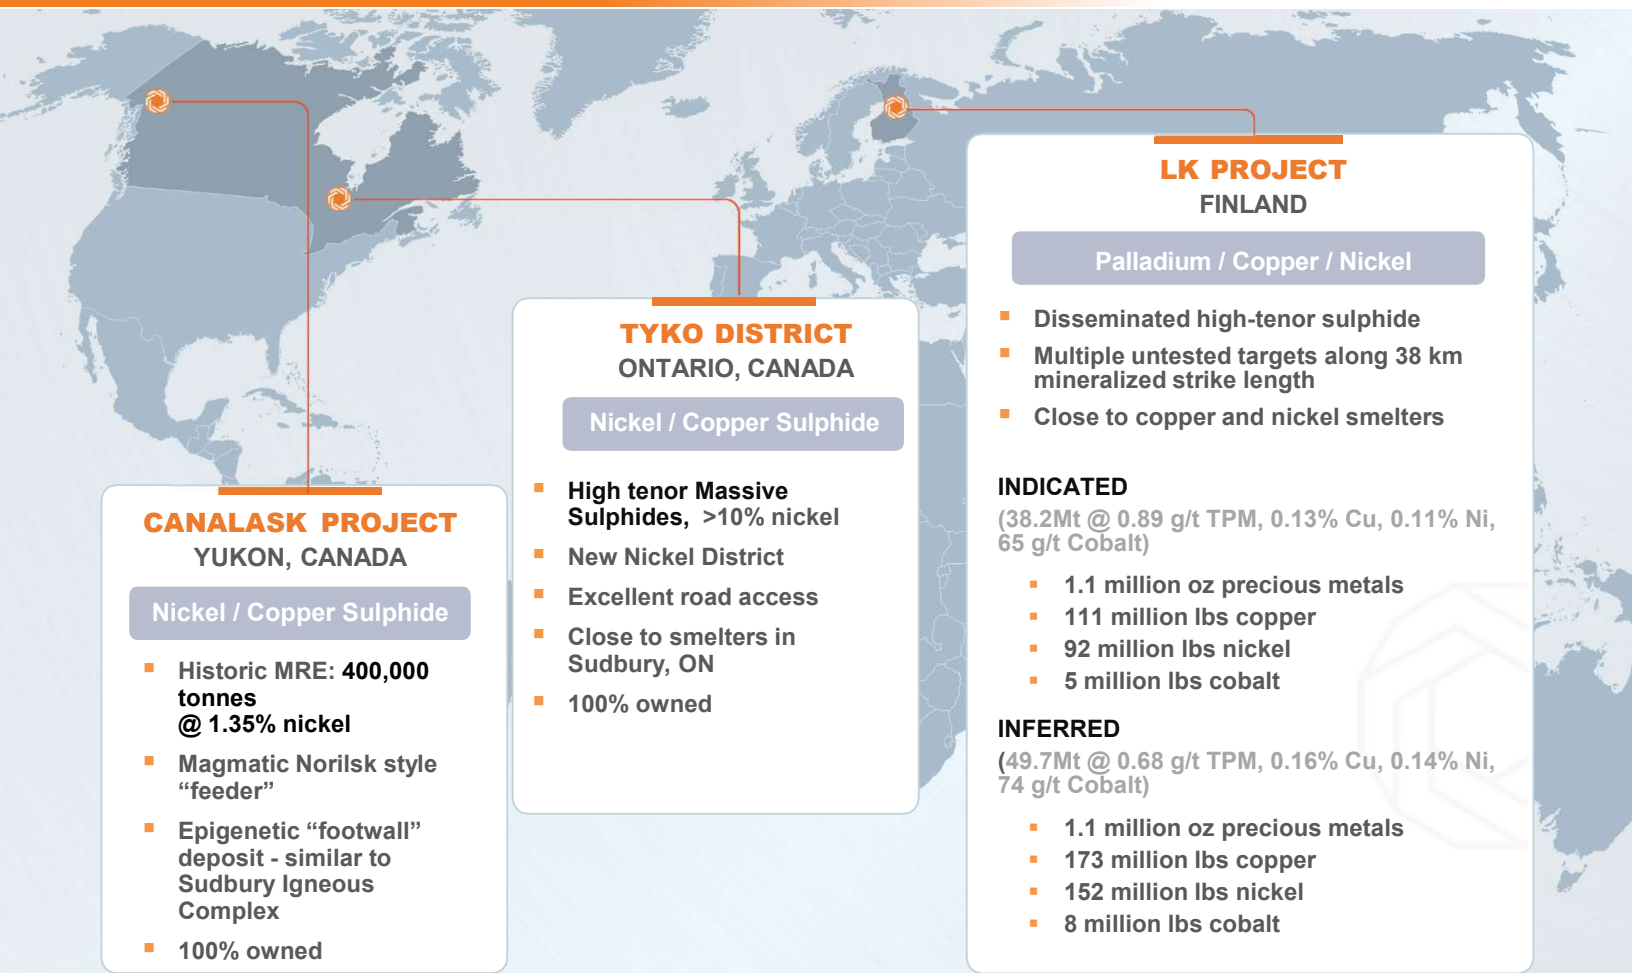 CANALASK PROJECT
YUKON, CANADA
Nickel / Copper Sulphide
▪ Historic MRE: 400,000
tonnes
@ 1.35% nickel
▪ Magmatic Norilsk style
“feeder”
▪ Epigenetic “footwall”
deposit - similar to
Sudbury Igneous
Complex
▪ 100% owned
TYKO DISTRICT
ONTARIO, CANADA
Nickel / Copper Sulphide
▪ High tenor Massive
Sulphides, >10% nickel
▪ New Nickel District
▪ Excellent road access
▪ Close to smelters in
Sudbury, ON
▪ 100% owned
LK PROJECT
FINLAND
Palladium / Copper / Nickel
▪ Disseminated high-tenor sulphide
▪ Multiple untested targets along 38 km
mineralized strike length
▪ Close to copper and nickel smelters
INDICATED
(38.2Mt @ 0.89 g/t TPM, 0.13% Cu, 0.11% Ni,
65 g/t Cobalt)
▪ 1.1 million oz precious metals
▪ 111 million lbs copper
▪ 92 million lbs nickel
▪ 5 million lbs cobalt
INFERRED
(49.7Mt @ 0.68 g/t TPM, 0.16% Cu, 0.14% Ni,
74 g/t Cobalt)
▪ 1.1 million oz precious metals
▪ 173 million lbs copper
▪ 152 million lbs nickel
▪ 8 million lbs cobalt